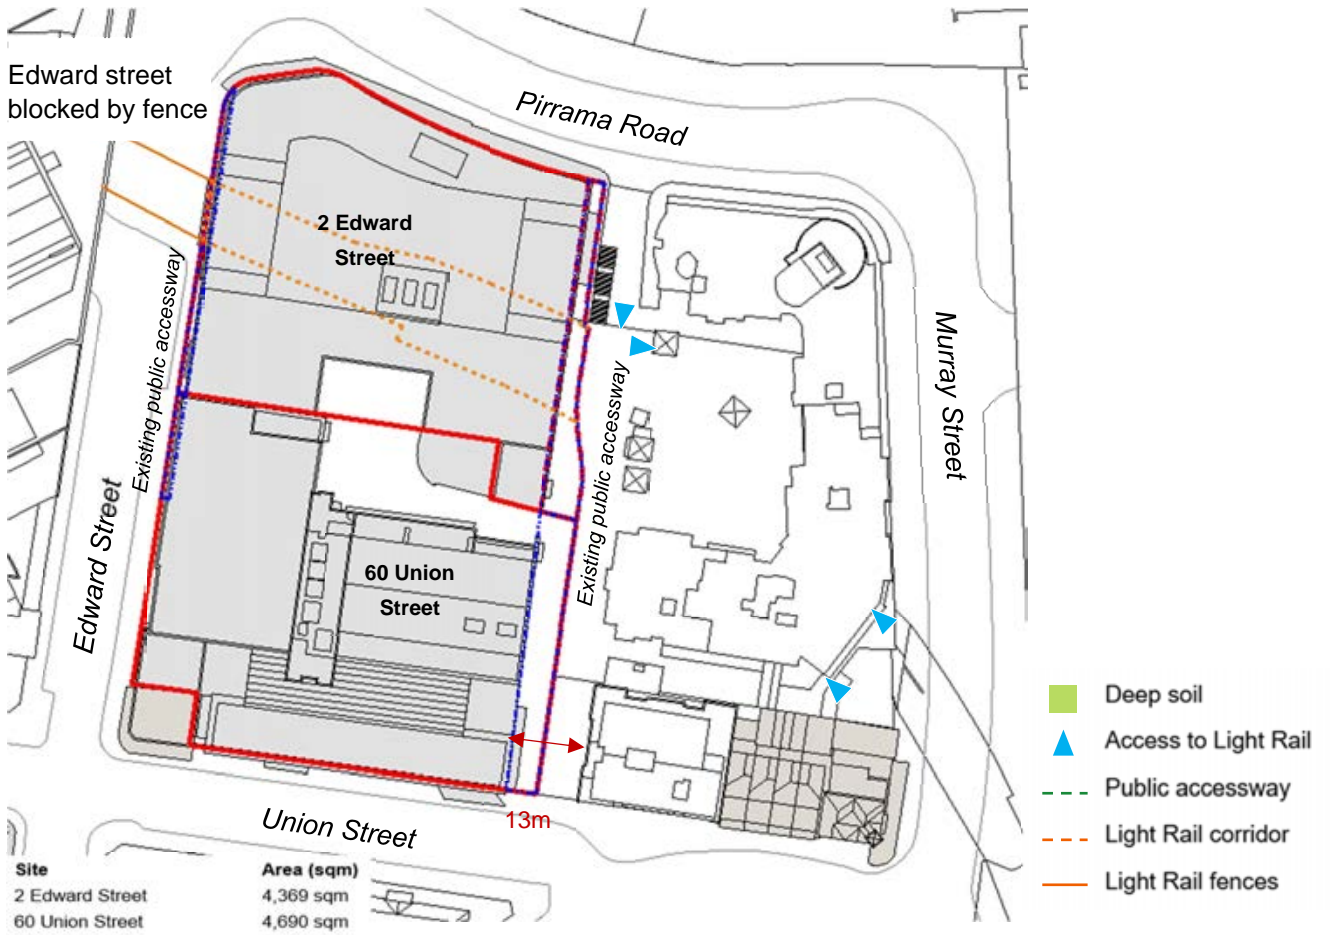 Edward street
blocked by fence
Pirrama Road
2 Edward
Street
Existing public accessway
Murray Street
Existing public accessway
Edward Street
60 Union
Street
13m
Union Street
Site Area (sqm)
2 Edward Street 4,369 sqm
60 Union Street 4,690 sqm
Deep soil
Access to Light Rail
Public accessway
Light Rail corridor
Light Rail fences